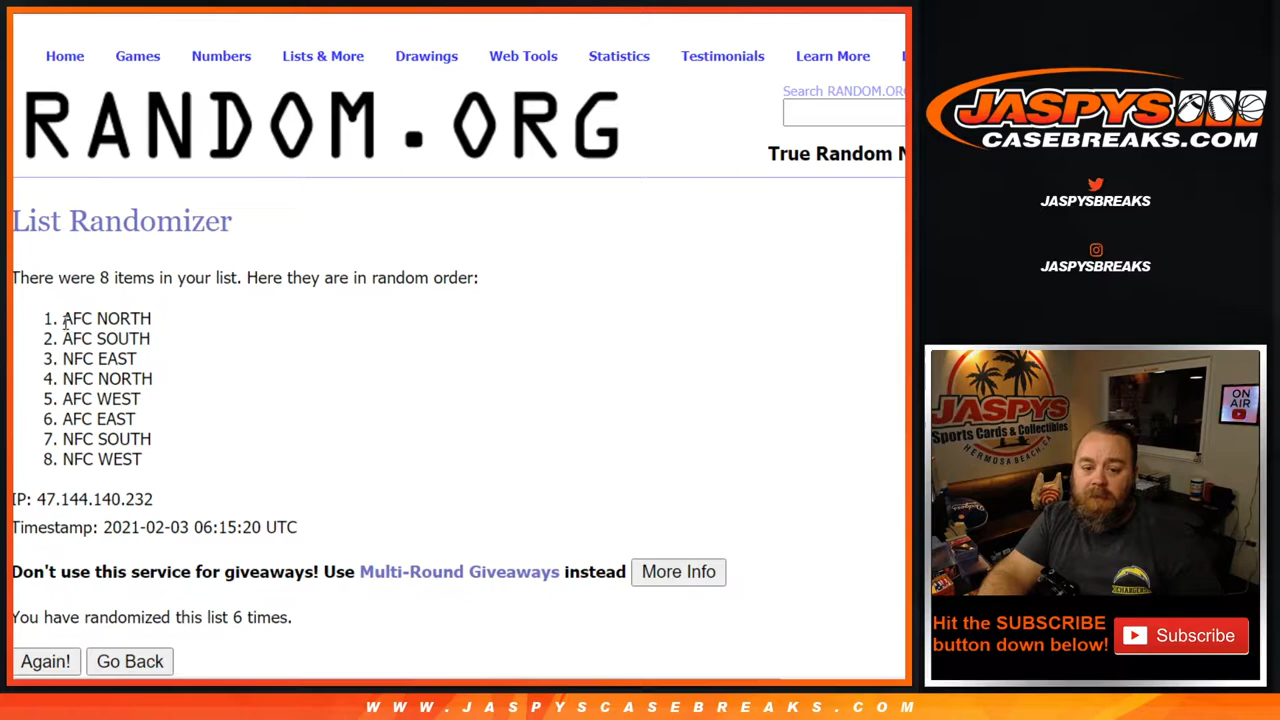 Home Games Numbers Lists & More Drawings Web Tools Statistics Testimonials Learn More
RANDOM.ORG
Search RANDOM.ORG
True Random N
List Randomizer
There were 8 items in your list. Here they are in random order:
1. AFC NORTH
2. AFC SOUTH
3. NFC EAST
4. NFC NORTH
5. AFC WEST
6. AFC EAST
7. NFC SOUTH
8. NFC WEST
IP: 47.144.140.232
Timestamp: 2021-02-03 06:15:20 UTC
Don't use this service for giveaways! Use Multi-Round Giveaways instead More Info
You have randomized this list 6 times.
Again! Go Back
JASPYS
CASEBREAKS.COM
JASPYSBREAKS
JASPYSBREAKS
JASPYS
Sports Cards & Collectibles
HERMOSA BEACH, CA
ON AIR
CHARGERS
Hit the SUBSCRIBE
button down below!
Subscribe
WWW.JASPYSCASEBREAKS.COM